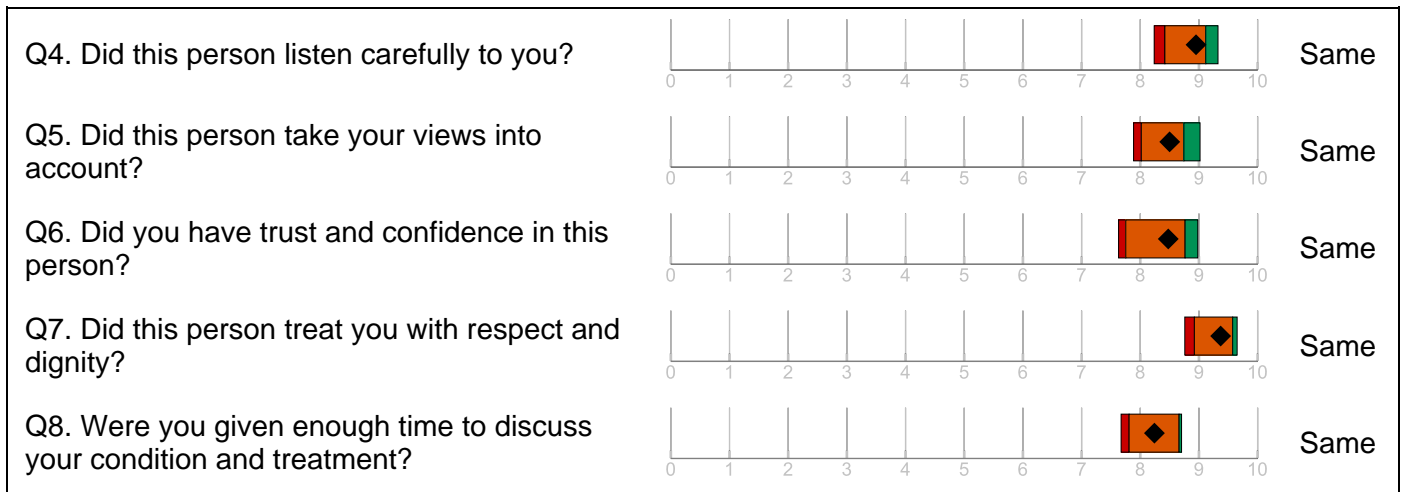 Q4. Did this person listen carefully to you?
Same
0 1 2 3 4 5 6 7 8 9 10
Q5. Did this person take your views into
account?
Same
0 1 2 3 4 5 6 7 8 9 10
Q6. Did you have trust and confidence in this
person?
Same
0 1 2 3 4 5 6 7 8 9 10
Q7. Did this person treat you with respect and
dignity?
Same
0 1 2 3 4 5 6 7 8 9 10
Q8. Were you given enough time to discuss
your condition and treatment?
Same
0 1 2 3 4 5 6 7 8 9 10